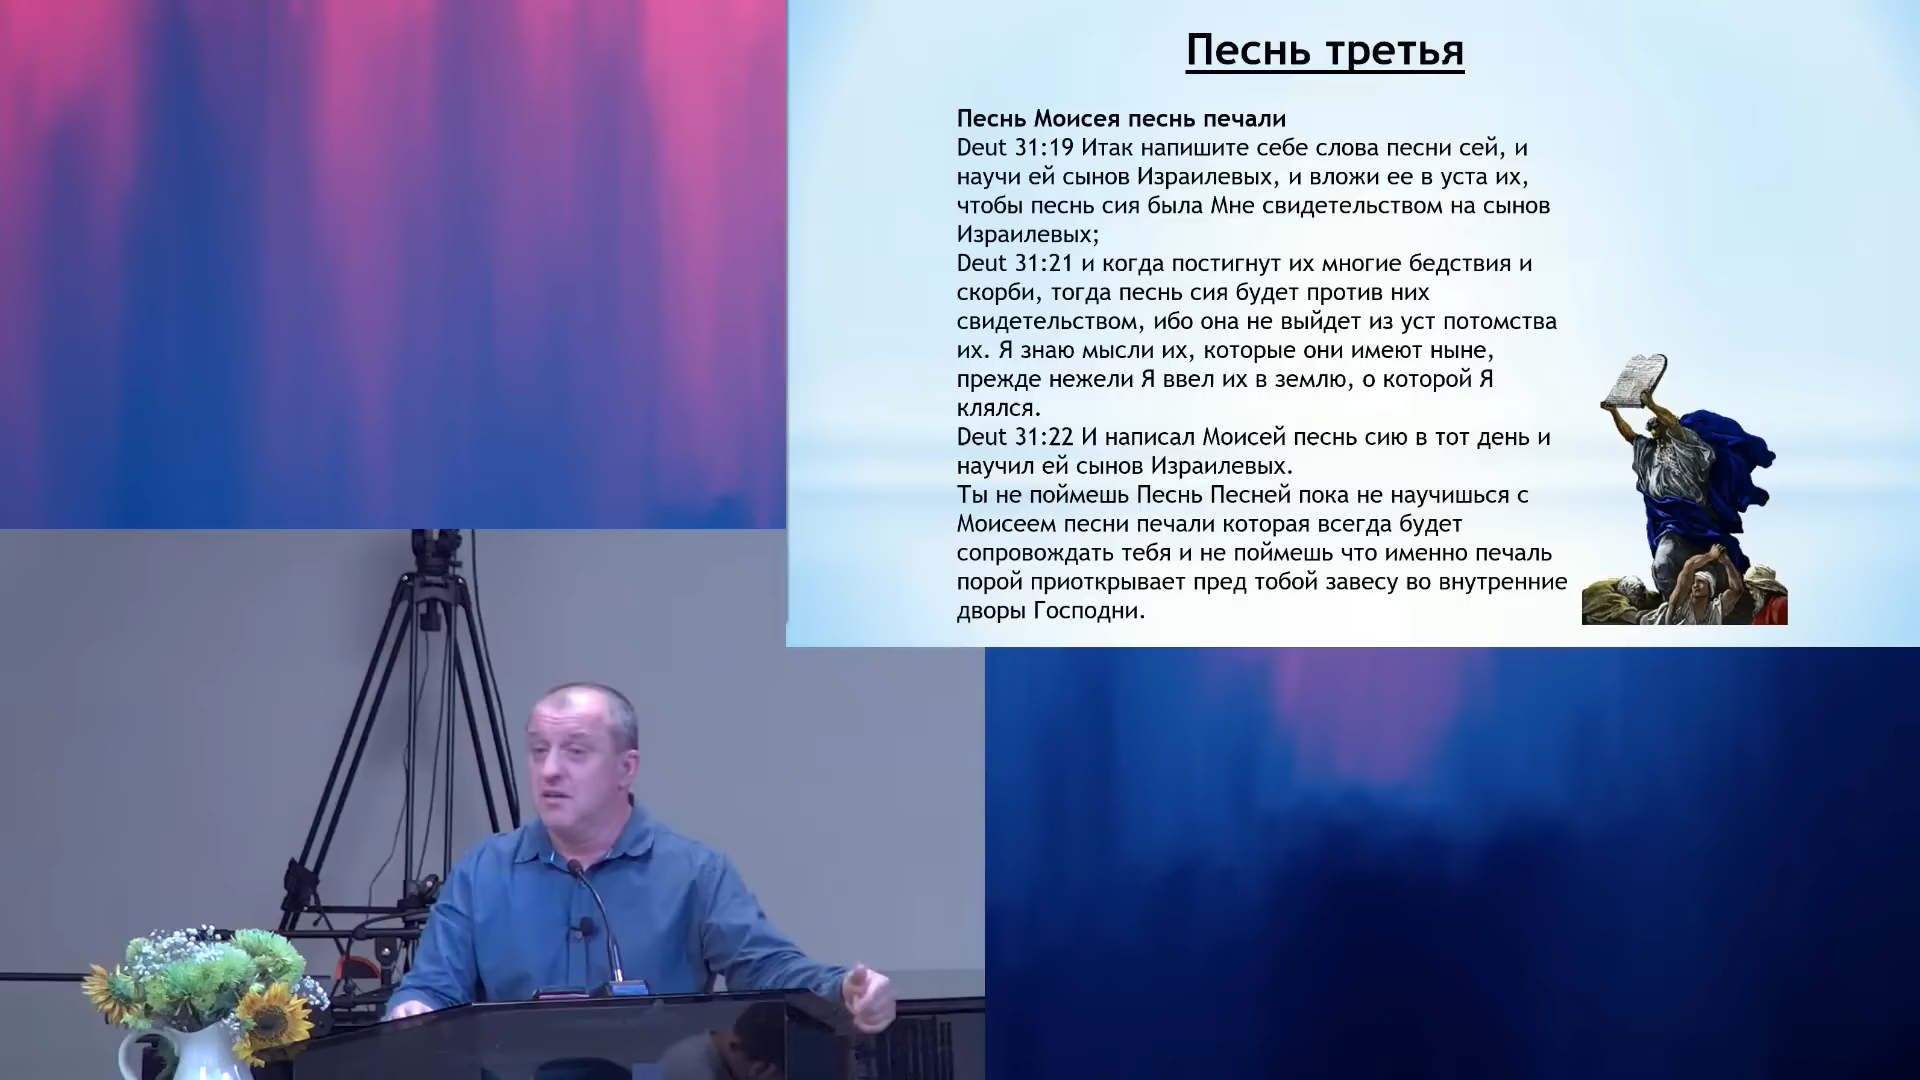 Песнь третья
Песнь Моисея песнь печали
Deut 31:19 Итак напишите себе слова песни сей, и
научи ей сынов Израилевых, и вложи ее в уста их,
чтобы песнь сия была Мне свидетельством на сынов
Израилевых;
Deut 31:21 и когда постигнут их многие бедствия и
скорби, тогда песнь сия будет против них
свидетельством, ибо она не выйдет из уст потомства
их. Я знаю мысли их, которые они имеют ныне,
прежде нежели Я ввел их в землю, о которой Я
клялся.
Deut 31:22 И написал Моисей песнь сию в тот день и
научил ей сынов Израилевых.
Ты не поймешь Песнь Песней пока не научишься с
Моисеем песни печали которая всегда будет
сопровождать тебя и не поймешь что именно печаль
порой приоткрывает пред тобой завесу во внутренние
дворы Господни.